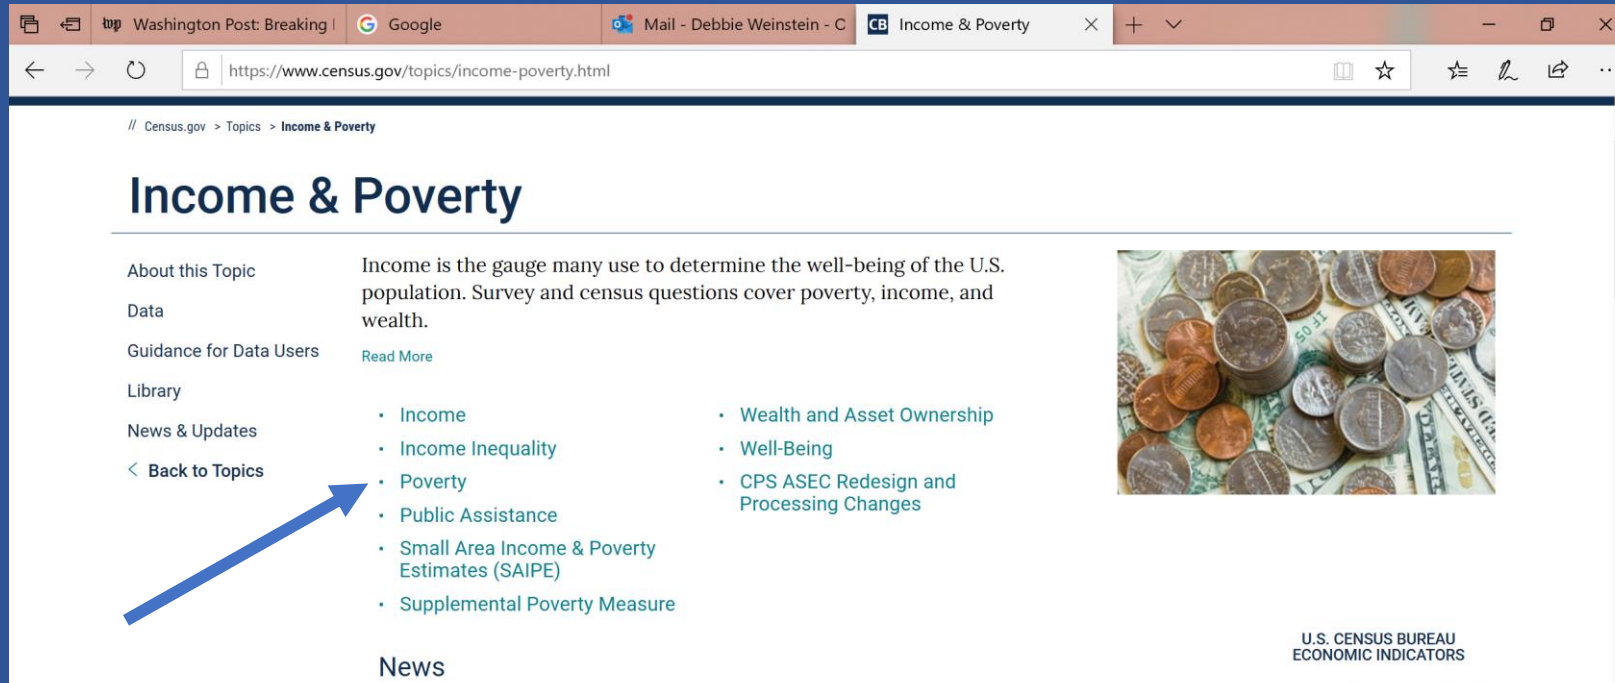 wp Washington Post: Breaking
Google
Mail - Debbie Weinstein - C
CB Income & Poverty
https://www.census.gov/topics/income-poverty.html
// Census.gov > Topics > Income & Poverty
Income & Poverty
About this Topic
Data
Guidance for Data Users
Library
News & Updates
< Back to Topics
Income is the gauge many use to determine the well-being of the U.S.
population. Survey and census questions cover poverty, income, and
wealth.
Read More
• Income
• Income Inequality
• Poverty
• Public Assistance
• Small Area Income & Poverty
Estimates (SAIPE)
• Supplemental Poverty Measure
• Wealth and Asset Ownership
• Well-Being
• CPS ASEC Redesign and
Processing Changes
U.S. CENSUS BUREAU
ECONOMIC INDICATORS
News